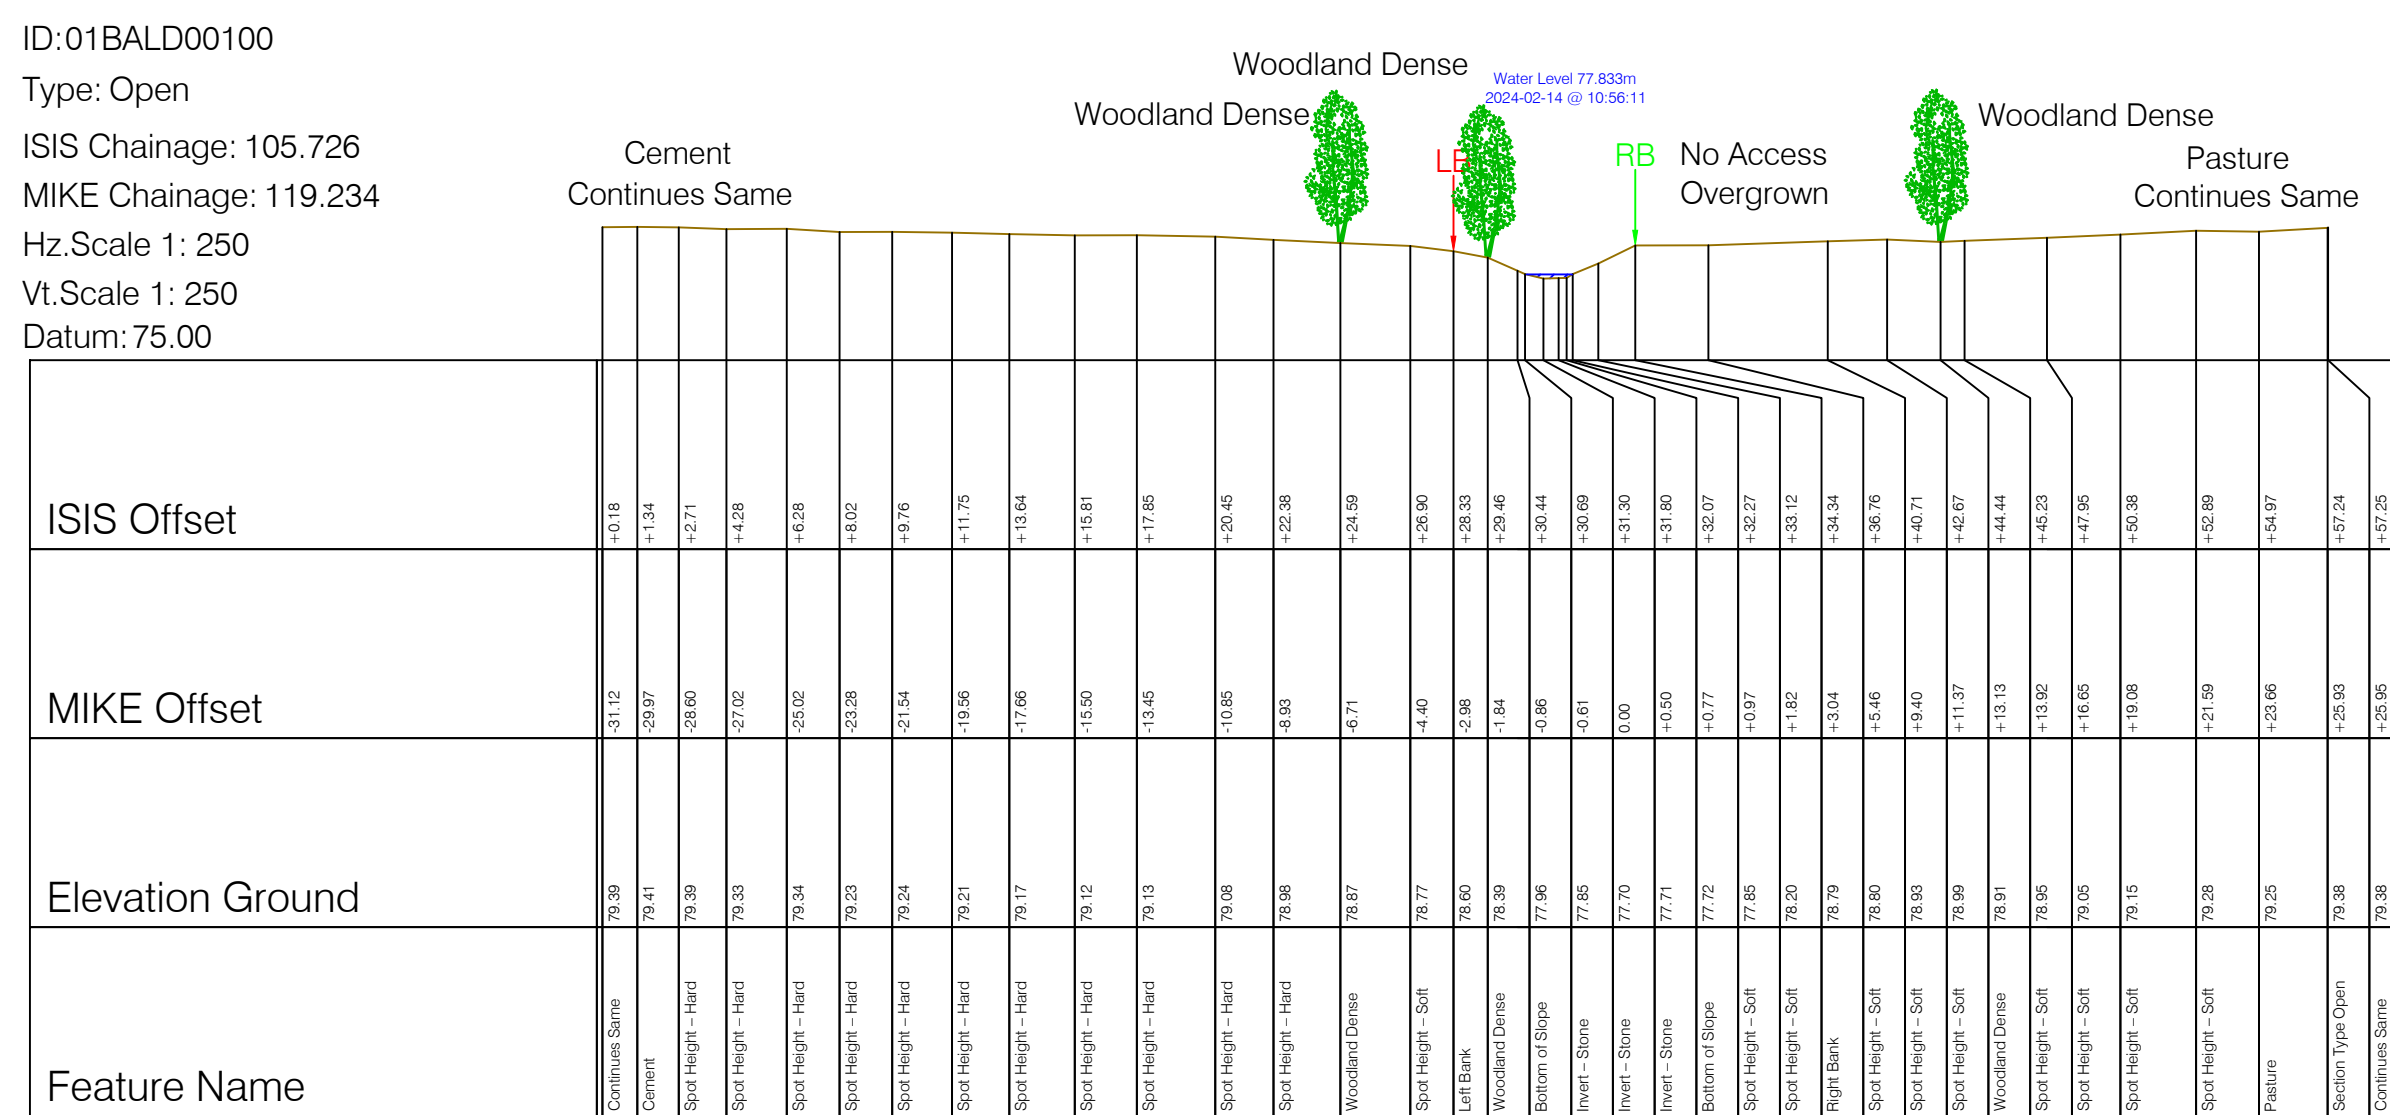 ID:01BALD00100
Type: Open
ISIS Chainage: 105.726
MIKE Chainage: 119.234
Hz.Scale 1: 250
Vt.Scale 1: 250
Datum: 75.00
Cement
Continues Same
Woodland Dense
Woodland Dense
Water Level 77.833m
2024-02-14 @ 10:56:11
LB
RB
No Access
Overgrown
Woodland Dense
Pasture
Continues Same
ISIS Offset
+0.18
+1.34
+2.71
+4.28
+6.28
+8.02
+9.76
+11.75
+13.64
+15.81
+17.85
+20.45
+22.38
+24.59
+26.90
+28.33
+29.46
+30.44
+30.69
+31.30
+31.80
+32.07
+32.27
+33.12
+34.34
+36.76
+40.71
+42.67
+44.44
+45.23
+47.95
+50.38
+52.89
+54.97
+57.24
+57.25
MIKE Offset
-31.12
-29.97
-28.60
-27.02
-25.02
-23.28
-21.54
-19.56
-17.66
-15.50
-13.45
-10.85
-8.93
-6.71
-4.40
-2.98
-1.84
-0.86
-0.61
0.00
+0.50
+0.77
+0.97
+1.82
+3.04
+5.46
+9.40
+11.37
+13.13
+13.92
+16.65
+19.08
+21.59
+23.66
+25.93
+25.95
Elevation Ground
79.39
79.41
79.39
79.33
79.34
79.23
79.24
79.21
79.17
79.12
79.13
79.08
78.98
78.87
78.77
78.60
78.39
77.96
77.85
77.70
77.71
77.72
77.85
78.20
78.79
78.80
78.93
78.99
78.91
78.95
79.05
79.15
79.28
79.25
79.38
79.38
Feature Name
Continues Same
Cement
Spot Height – Hard
Spot Height – Hard
Spot Height – Hard
Spot Height – Hard
Spot Height – Hard
Spot Height – Hard
Spot Height – Hard
Spot Height – Hard
Spot Height – Hard
Spot Height – Hard
Spot Height – Hard
Woodland Dense
Spot Height – Soft
Left Bank
Woodland Dense
Bottom of Slope
Invert – Stone
Invert – Stone
Invert – Stone
Bottom of Slope
Spot Height – Soft
Spot Height – Soft
Right Bank
Spot Height – Soft
Spot Height – Soft
Spot Height – Soft
Woodland Dense
Spot Height – Soft
Spot Height – Soft
Spot Height – Soft
Spot Height – Soft
Pasture
Section Type Open
Continues Same